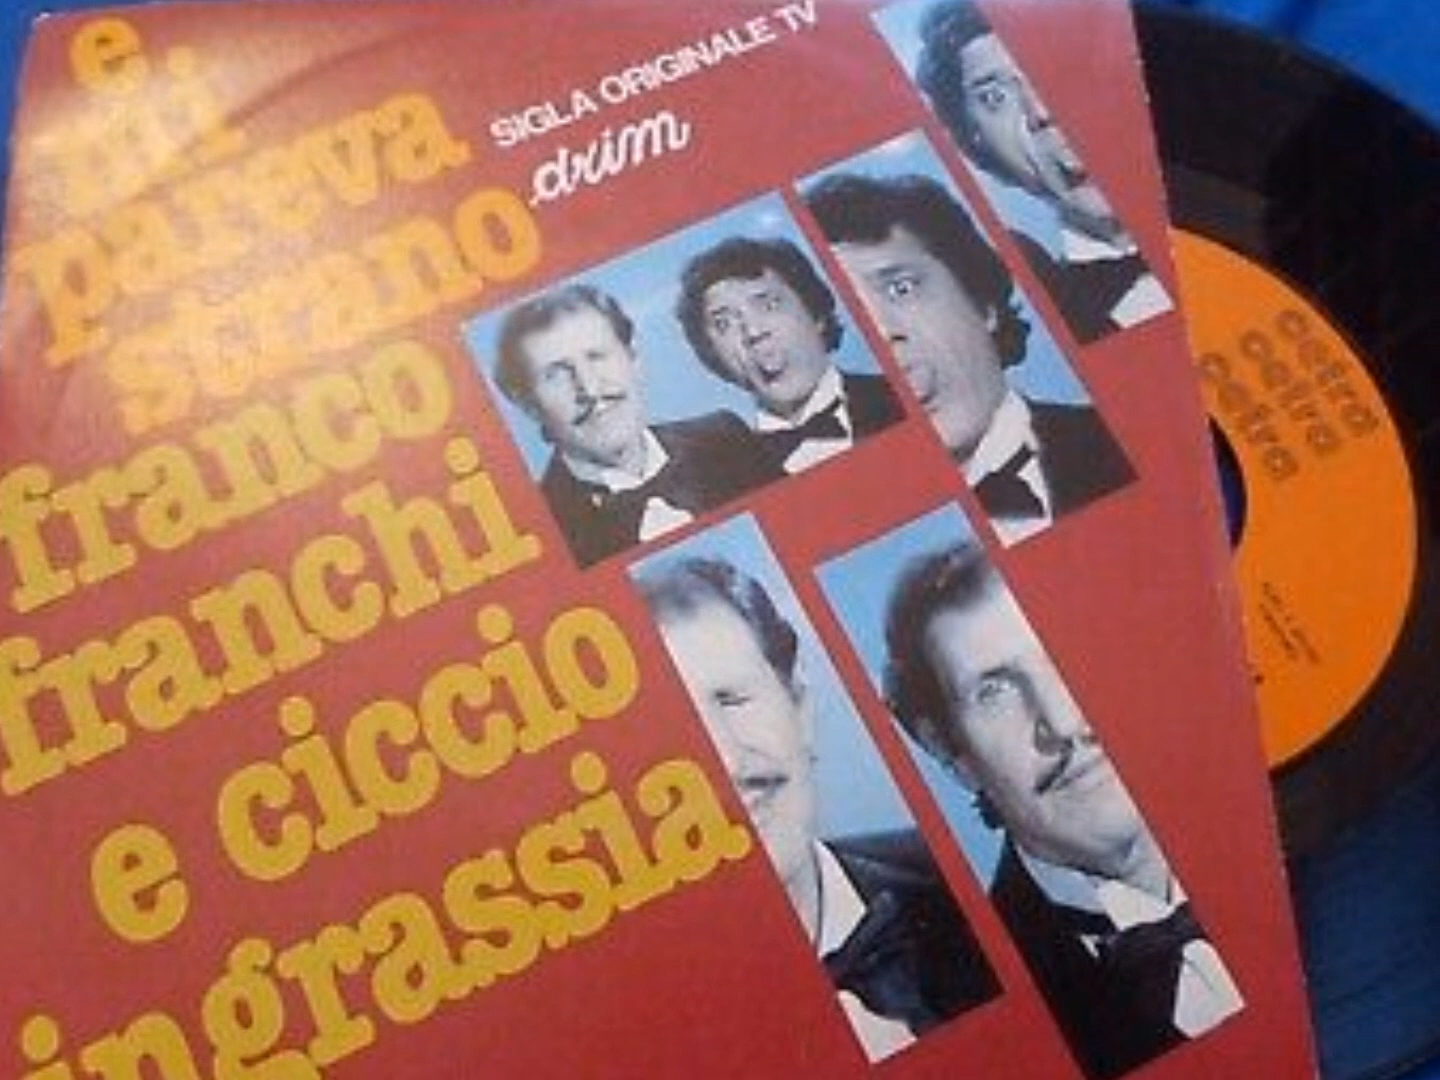 e
mi
pareva
strano
franco
franchi
e ciccio
ingrassia
SIGLA ORIGINALE TV
drim
cetra
cetra
cetra